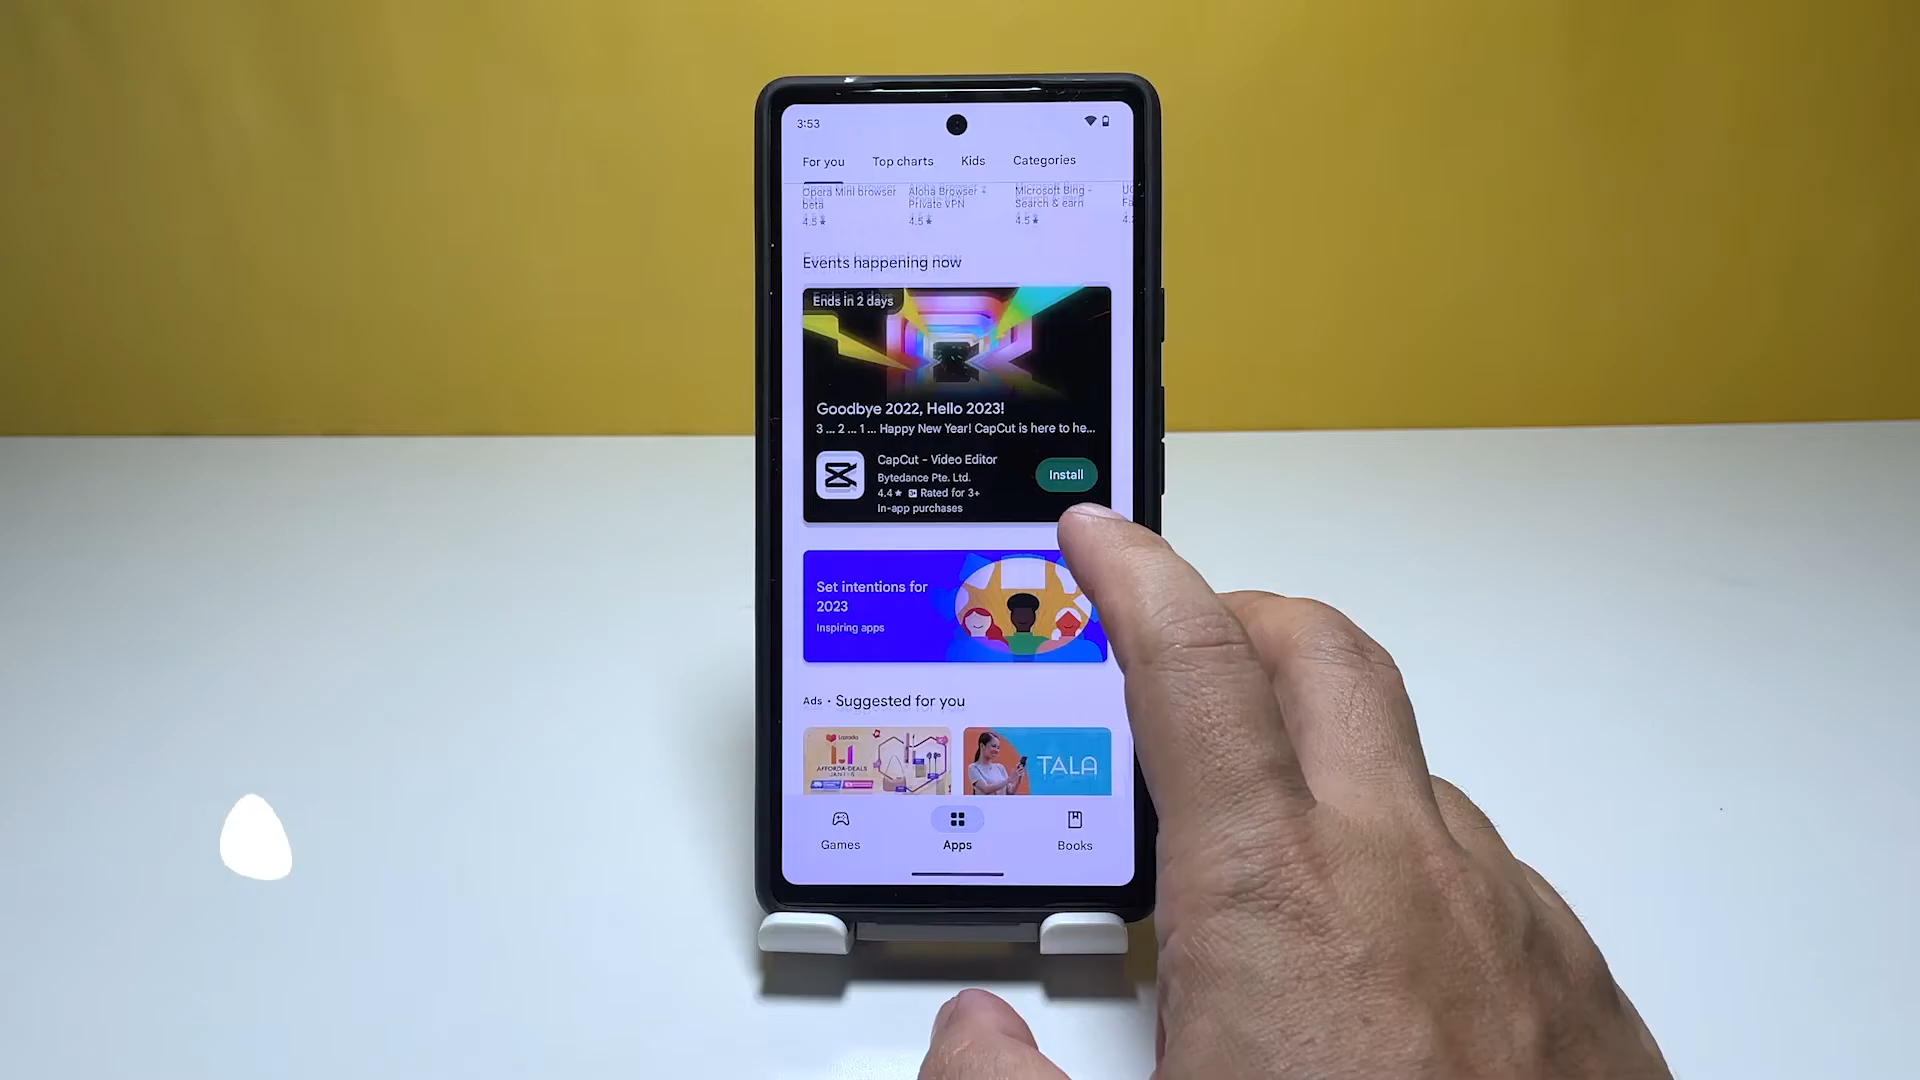 3:53
For you Top charts Kids Categories
Opera Mini browser beta
4.5★
Aloha Browser + Private VPN
4.5★
Microsoft Bing - Search & earn
4.5★
Events happening now
Ends in 2 days
Goodbye 2022, Hello 2023!
3 ... 2 ... 1 ... Happy New Year! CapCut is here to he...
CapCut - Video Editor
Bytedance Pte. Ltd.
4.4★ 3+ Rated for 3+
In-app purchases
Install
Set intentions for
2023
Inspiring apps
Ads · Suggested for you
Lazada
AFFORDA-DEALS
TALA
Games Apps Books